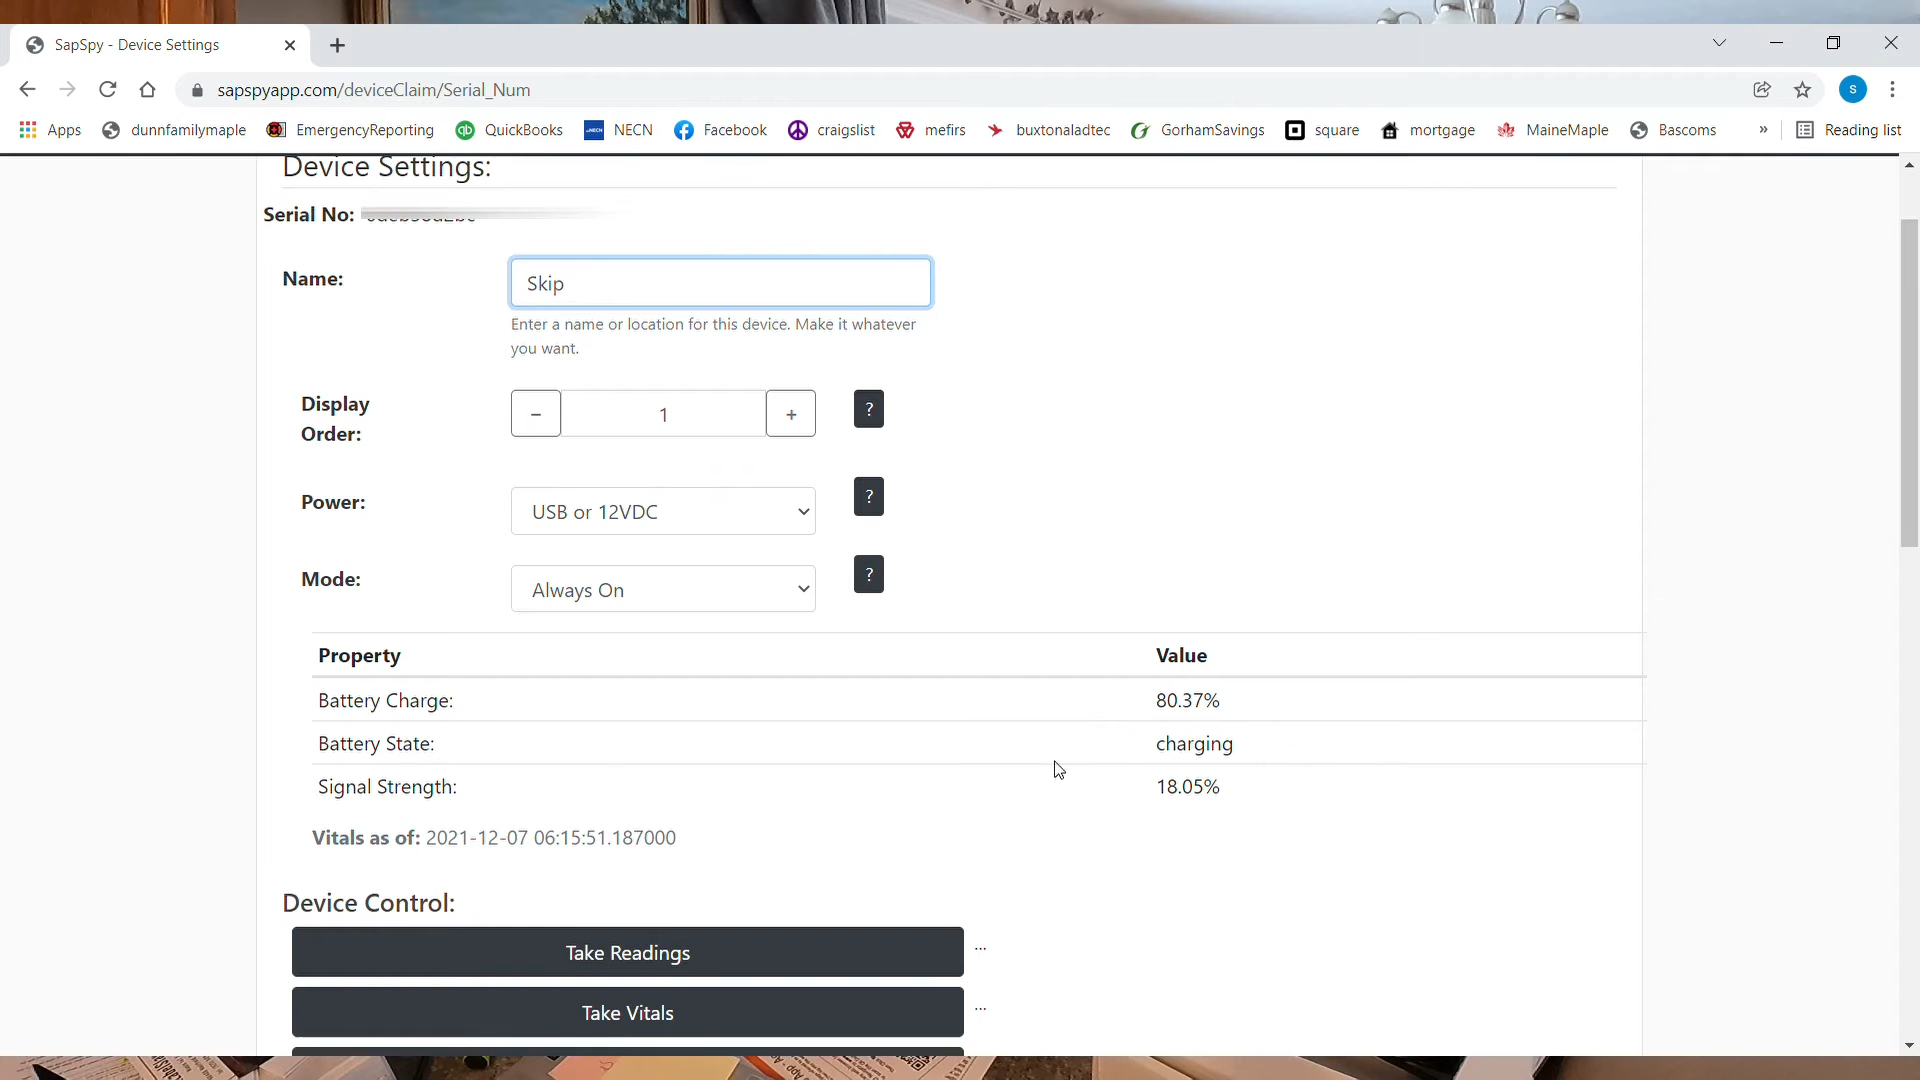 SapSpy - Device Settings
sapspyapp.com/deviceClaim/Serial_Num
S
Apps dunnfamilymaple EmergencyReporting QuickBooks NECN Facebook craigslist mefirs buxtonaladtec GorhamSavings square mortgage MaineMaple Bascoms » Reading list
Device Settings:
Serial No:
Name: Skip
Enter a name or location for this device. Make it whatever
you want.
Display
Order:
− 1 + ?
Power: USB or 12VDC ?
Mode: Always On ?
Property Value
Battery Charge: 80.37%
Battery State: charging
Signal Strength: 18.05%
Vitals as of: 2021-12-07 06:15:51.187000
Device Control:
Take Readings ...
Take Vitals ...